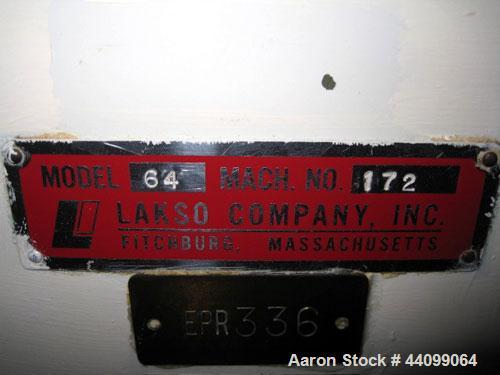 MODEL 64 MACH. NO. 172
LAKSO COMPANY, INC.
FITCHBURG, MASSACHUSETTS
EPR336
Aaron Stock # 44099064